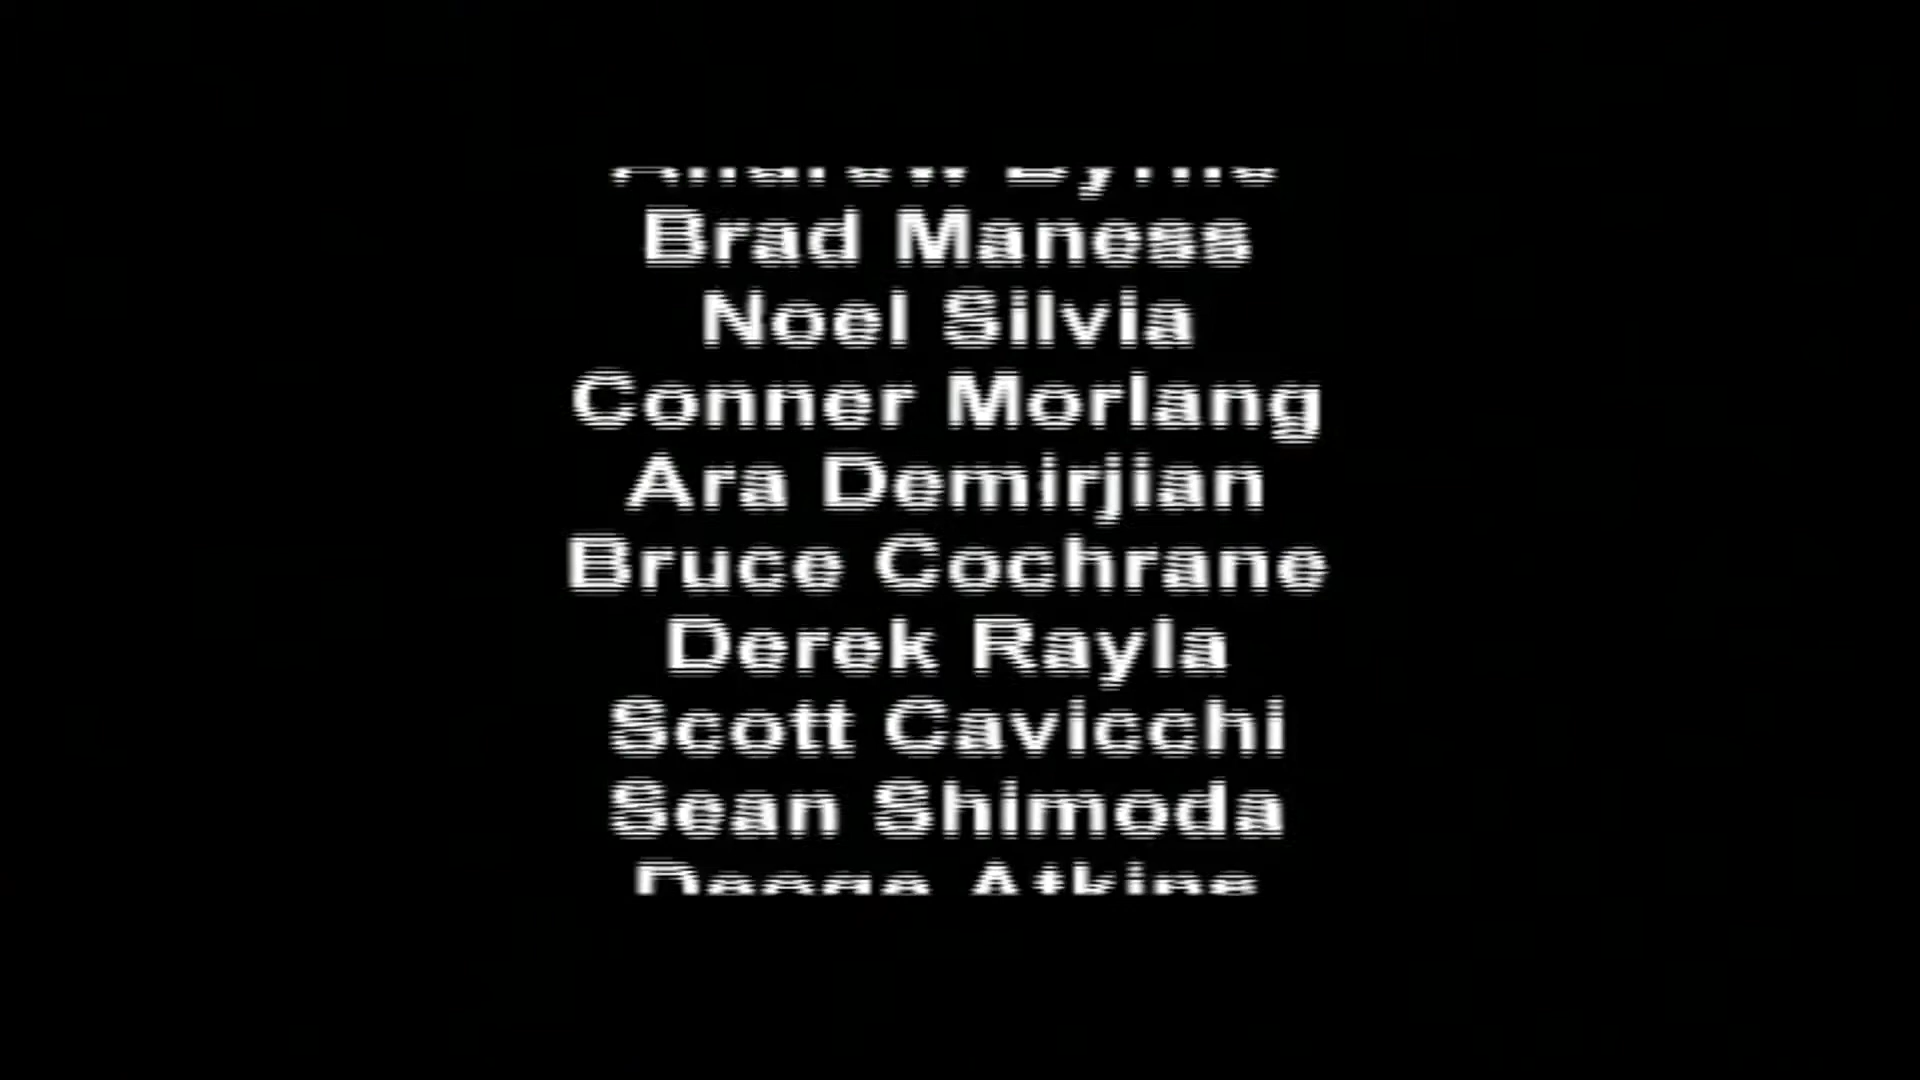 Brad Maness
Noel Silvia
Conner Morlang
Ara Demirjian
Bruce Cochrane
Derek Rayla
Scott Cavicchi
Sean Shimoda